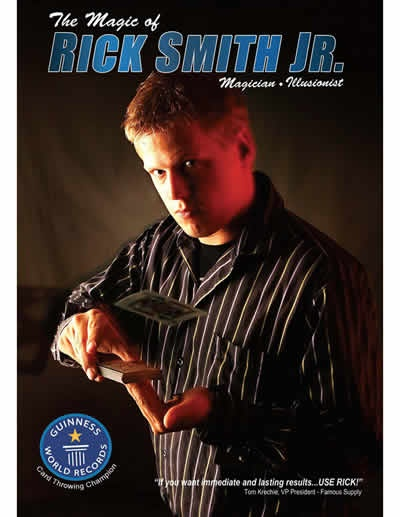 The Magic of
RICK SMITH JR.
Magician • Illusionist
GUINNESS
WORLD RECORDS
Card Throwing Champion
"If you want immediate and lasting results...USE RICK!"
Tom Krechie, VP President - Famous Supply